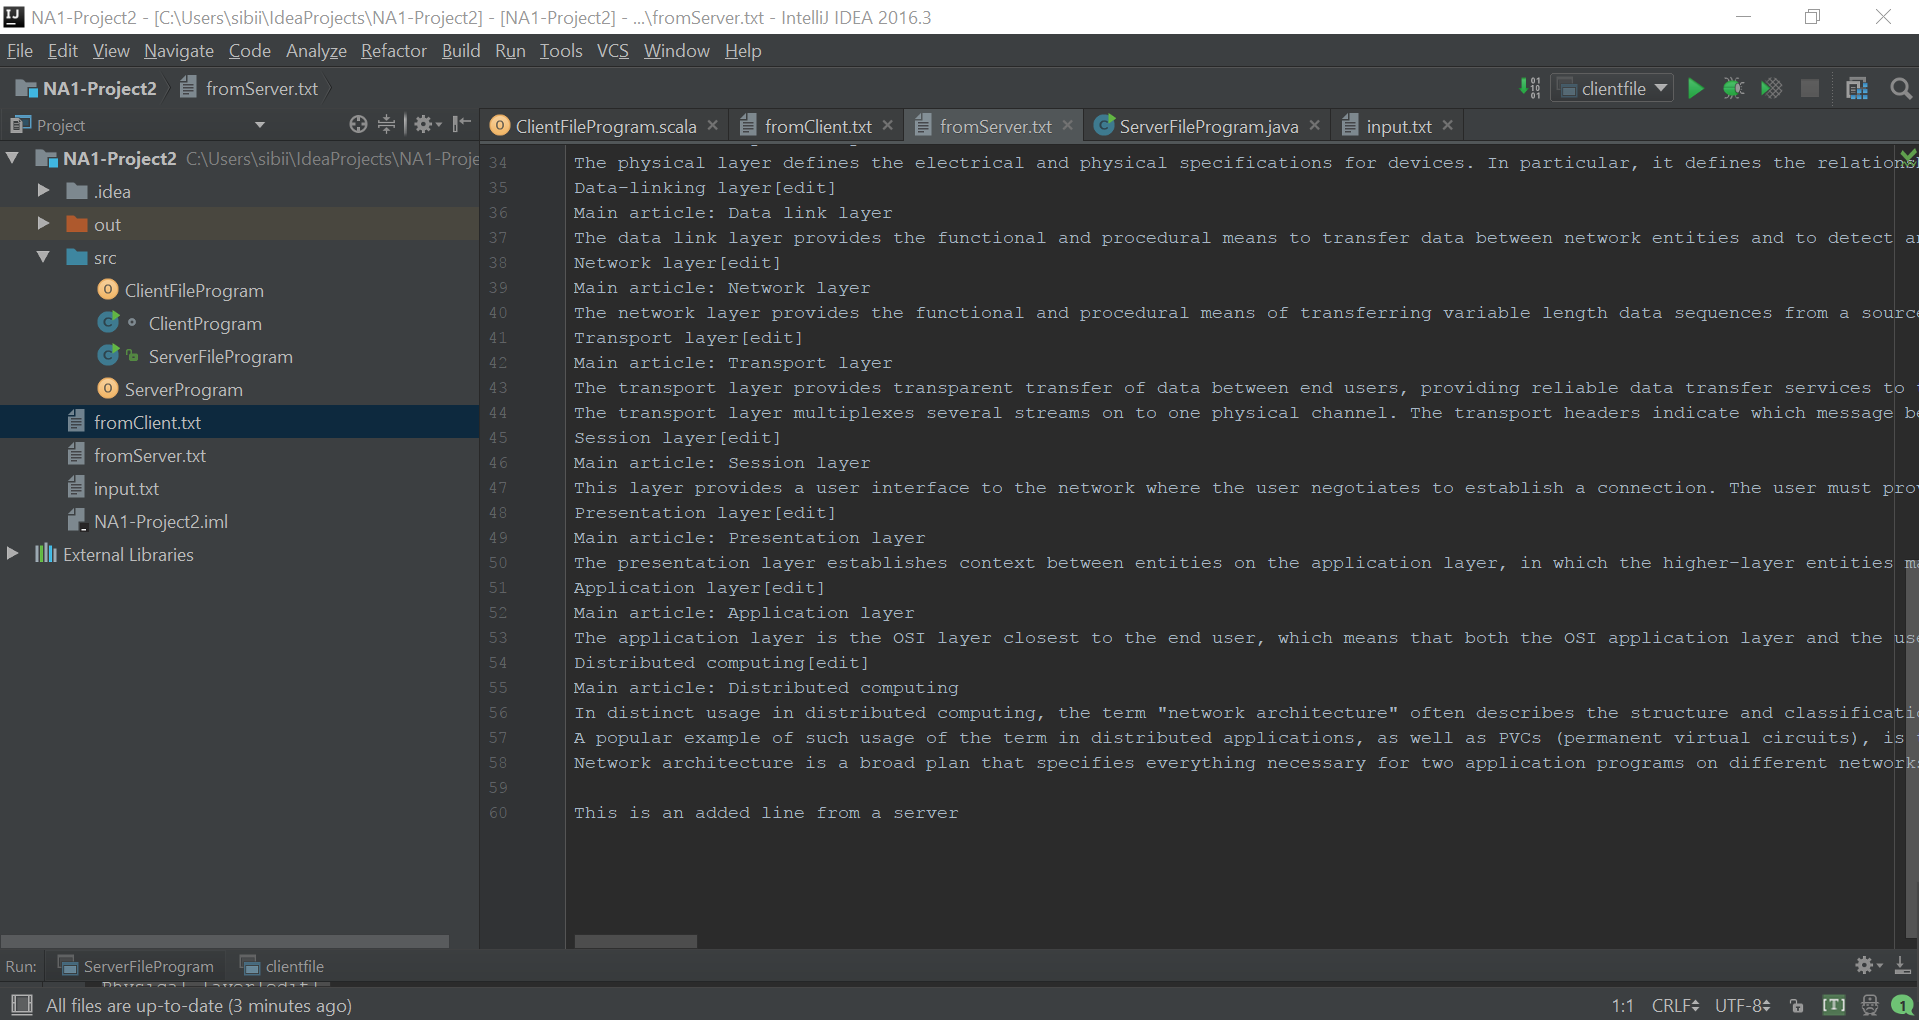 NA1-Project2 - [C:\Users\sibii\IdeaProjects\NA1-Project2] - [NA1-Project2] - ...\fromServer.txt - IntelliJ IDEA 2016.3
File Edit View Navigate Code Analyze Refactor Build Run Tools VCS Window Help
NA1-Project2 fromServer.txt clientfile
Project
ClientFileProgram.scala fromClient.txt fromServer.txt ServerFileProgram.java input.txt
NA1-Project2 C:\Users\sibii\IdeaProjects\NA1-Proje
.idea
out
src
ClientFileProgram
ClientProgram
ServerFileProgram
ServerProgram
fromClient.txt
fromServer.txt
input.txt
NA1-Project2.iml
External Libraries
34 The physical layer defines the electrical and physical specifications for devices. In particular, it defines the relations
35 Data-linking layer[edit]
36 Main article: Data link layer
37 The data link layer provides the functional and procedural means to transfer data between network entities and to detect a
38 Network layer[edit]
39 Main article: Network layer
40 The network layer provides the functional and procedural means of transferring variable length data sequences from a sourc
41 Transport layer[edit]
42 Main article: Transport layer
43 The transport layer provides transparent transfer of data between end users, providing reliable data transfer services to
44 The transport layer multiplexes several streams on to one physical channel. The transport headers indicate which message be
45 Session layer[edit]
46 Main article: Session layer
47 This layer provides a user interface to the network where the user negotiates to establish a connection. The user must prov
48 Presentation layer[edit]
49 Main article: Presentation layer
50 The presentation layer establishes context between entities on the application layer, in which the higher-layer entities m
51 Application layer[edit]
52 Main article: Application layer
53 The application layer is the OSI layer closest to the end user, which means that both the OSI application layer and the use
54 Distributed computing[edit]
55 Main article: Distributed computing
56 In distinct usage in distributed computing, the term "network architecture" often describes the structure and classificati
57 A popular example of such usage of the term in distributed applications, as well as PVCs (permanent virtual circuits), is
58 Network architecture is a broad plan that specifies everything necessary for two application programs on different network
59
60 This is an added line from a server
Run: ServerFileProgram clientfile
Physical layer[edit]
All files are up-to-date (3 minutes ago) 1:1 CRLF UTF-8 [T] 1